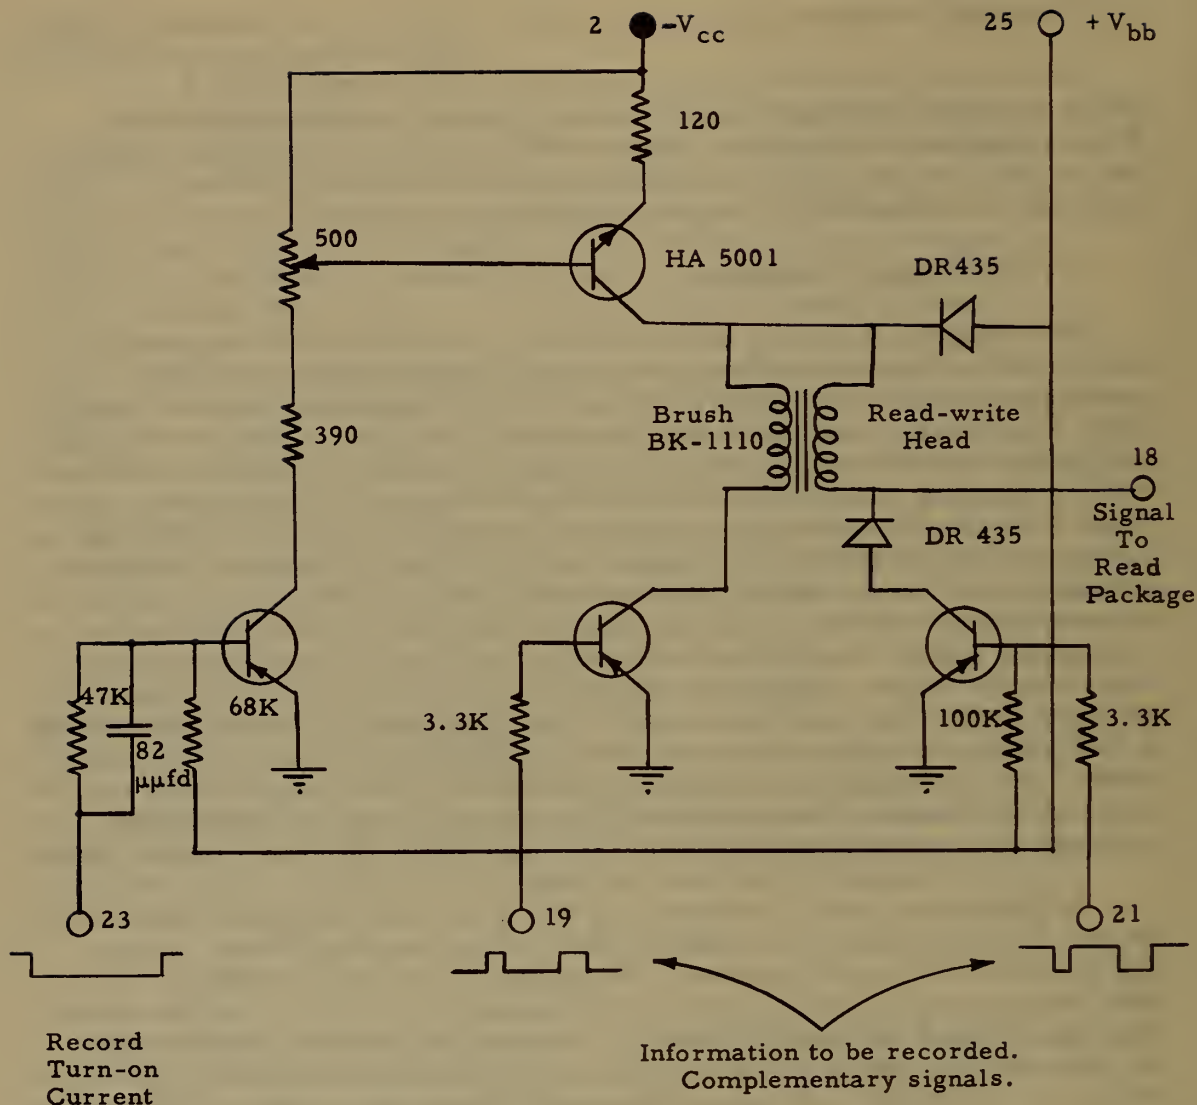 2 -Vcc
25 + Vbb
120
500
HA 5001
DR435
390
Brush
BK-1110
Read-write
Head
18
Signal
To
Read
Package
DR 435
47K
82
μμfd
68K
3.3K
100K
3.3K
23
19
21
Record
Turn-on
Current
Information to be recorded.
Complementary signals.